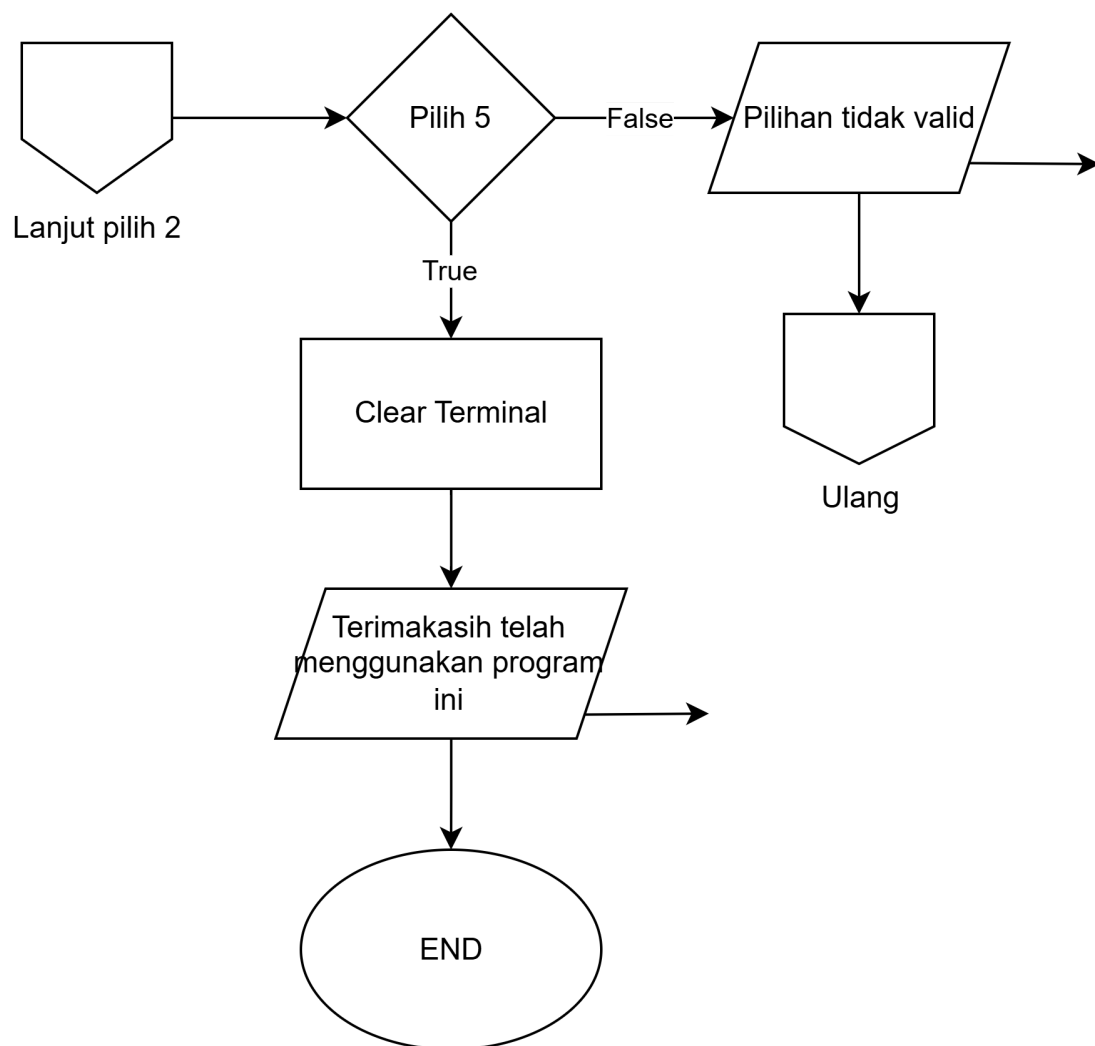 Pilih 5
False
Pilihan tidak valid
Lanjut pilih 2
True
Clear Terminal
Ulang
Terimakasih telah
menggunakan program
ini
END